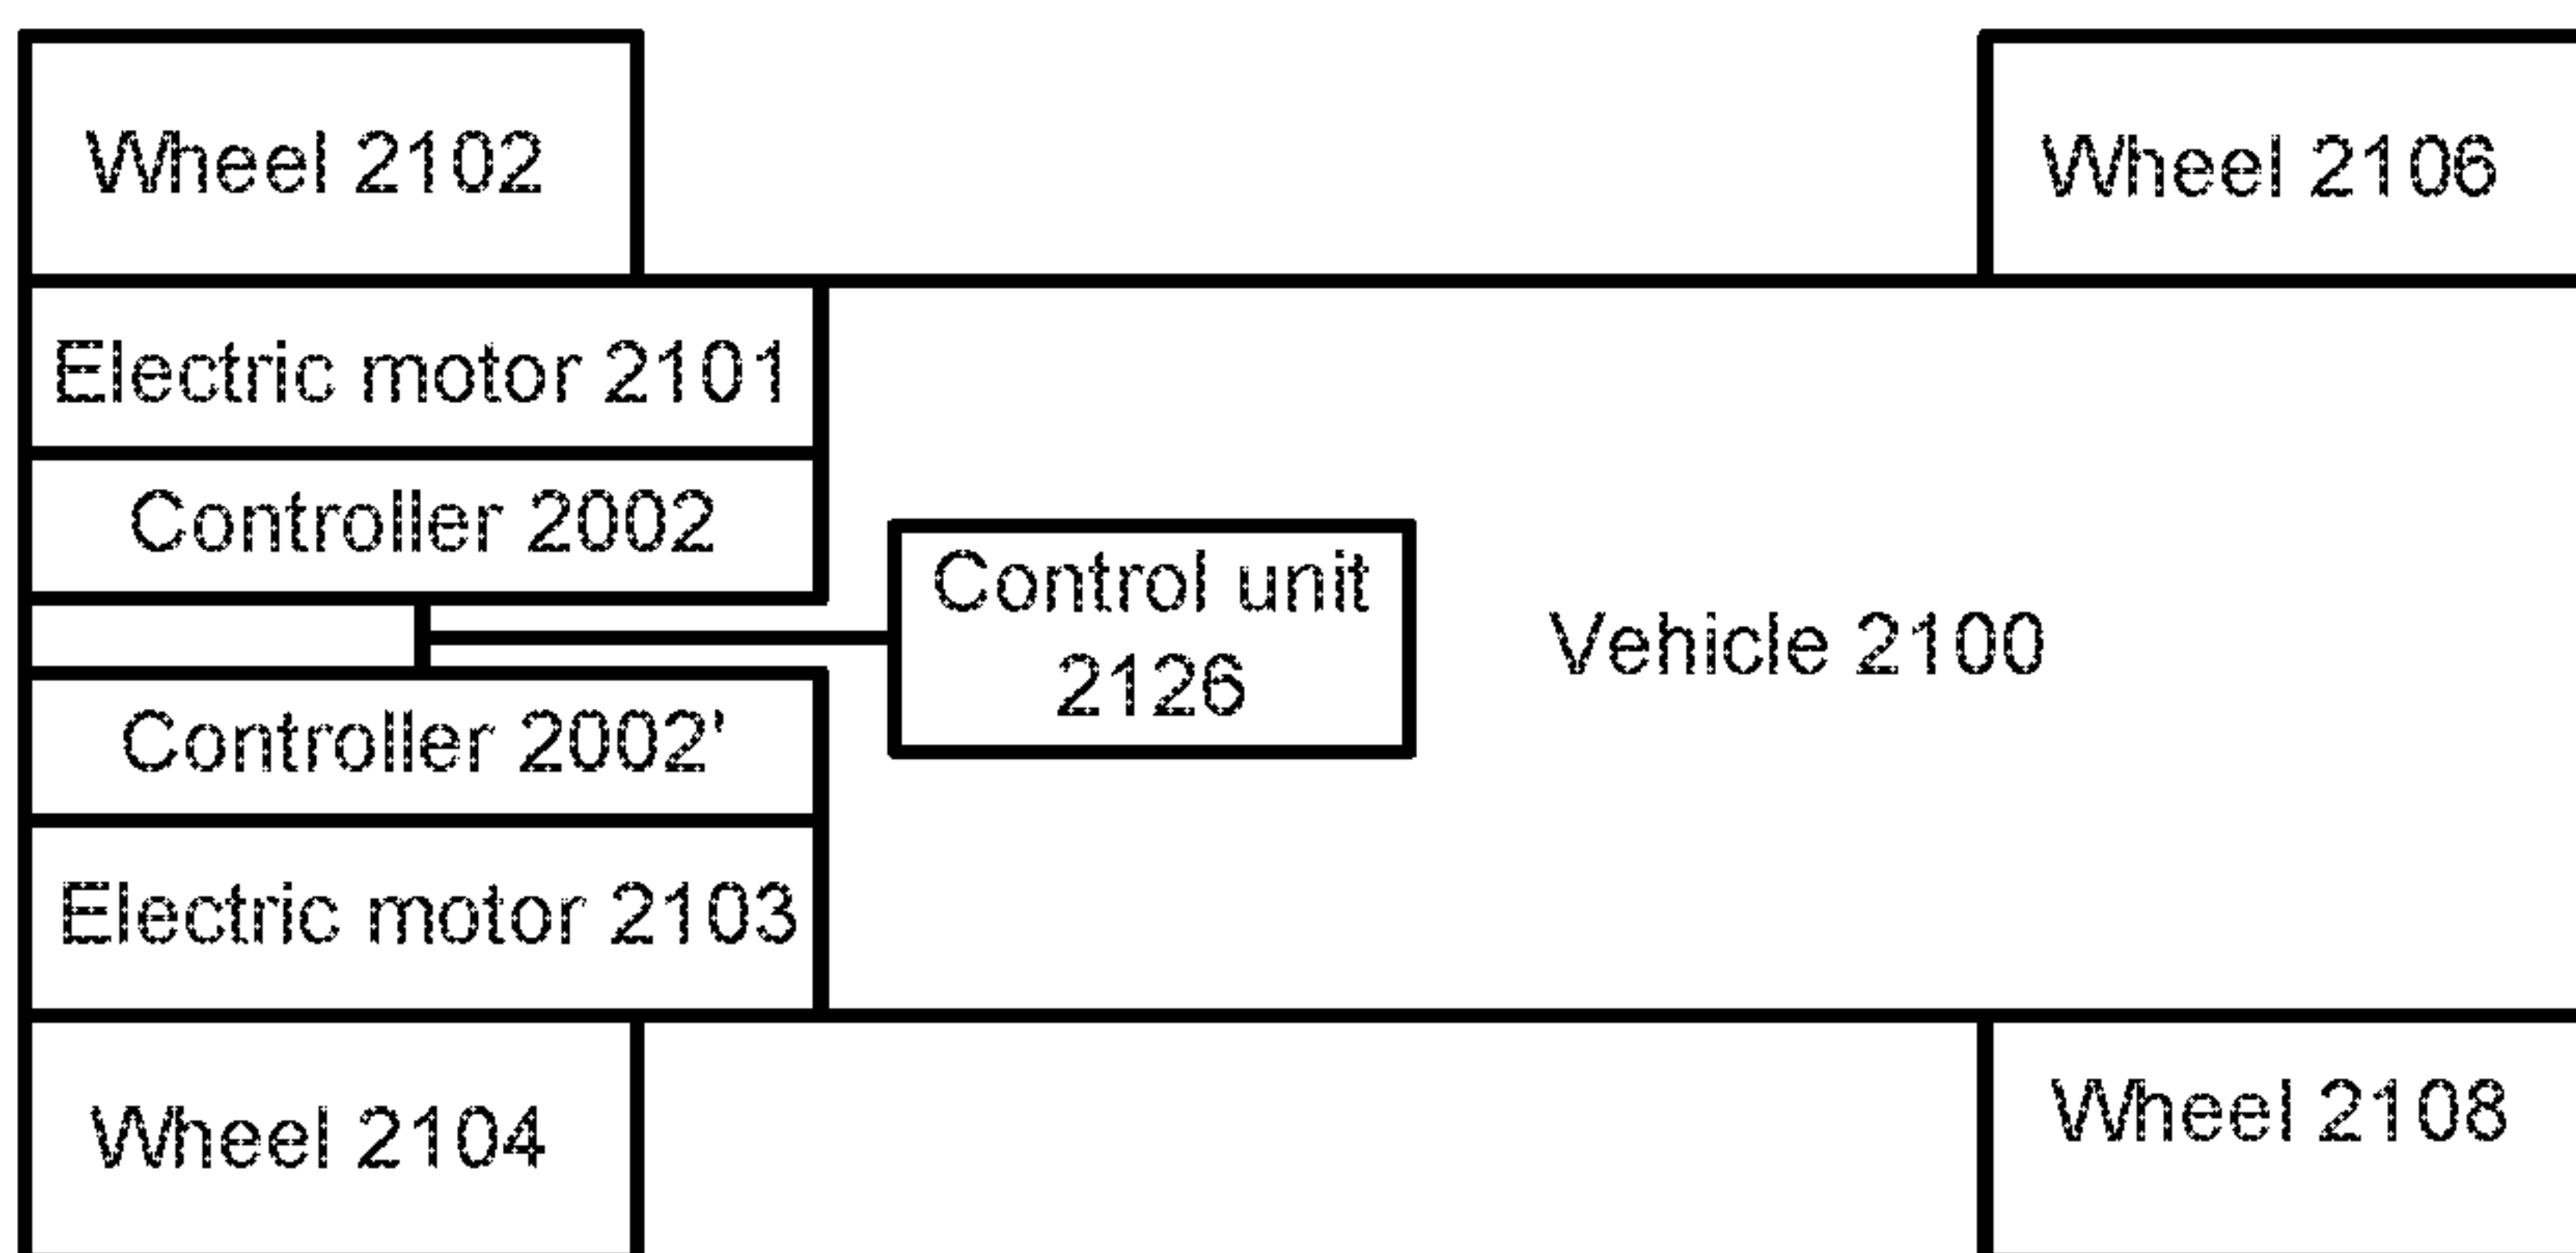 Wheel 2102
Wheel 2106
Electric motor 2101
Controller 2002
Control unit
2126
Vehicle 2100
Controller 2002'
Electric motor 2103
Wheel 2104
Wheel 2108